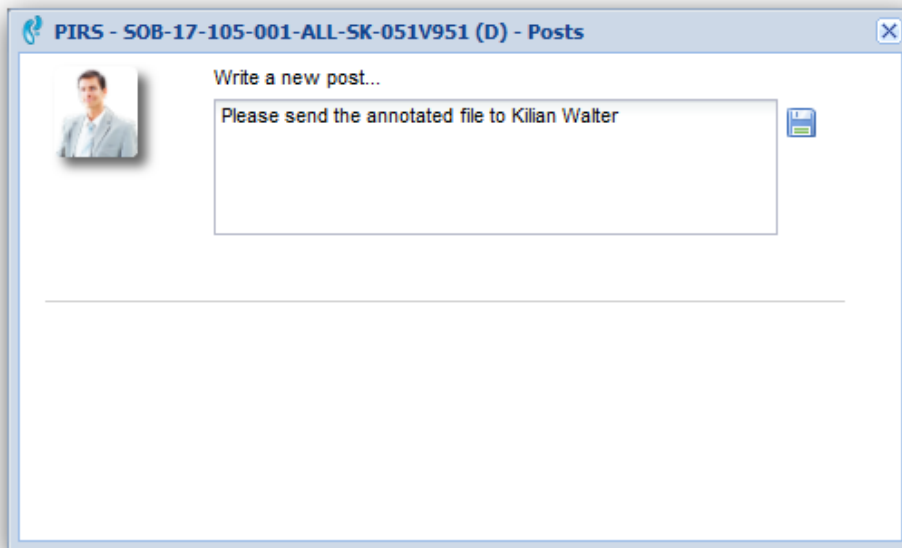 PIRS - SOB-17-105-001-ALL-SK-051V951 (D) - Posts
Write a new post...
Please send the annotated file to Kilian Walter